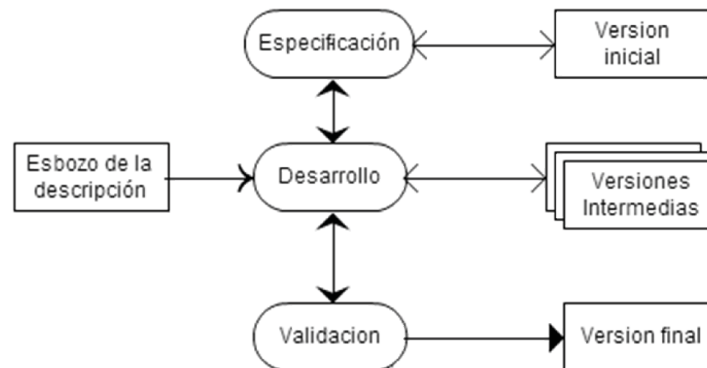 Especificación
Version
inicial
Esbozo de la
descripción
Desarrollo
Versiones
Intermedias
Validacion
Version final